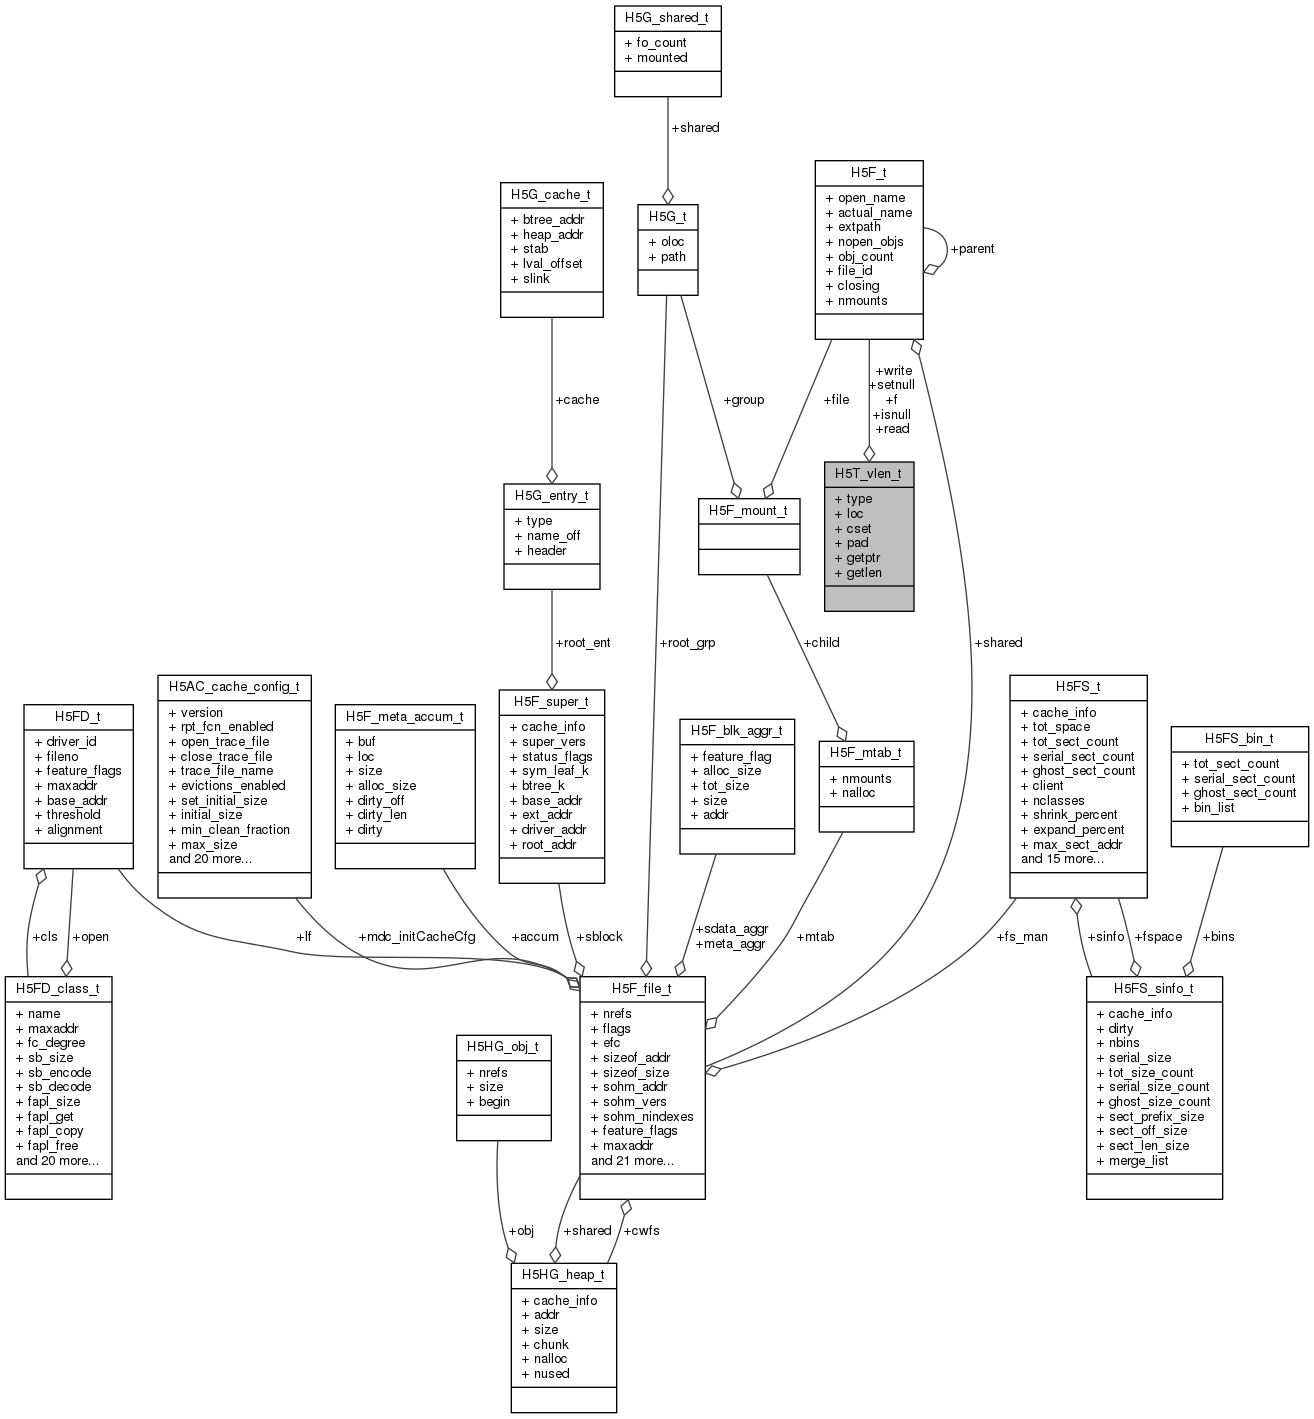 H5G_shared_t
+ fo_count
+ mounted
+shared
H5F_t
+ open_name
+ actual_name
+ extpath
+ nopen_objs
+ obj_count
+ file_id
+ closing
+ nmounts
+parent
H5G_cache_t
+ btree_addr
+ heap_addr
+ stab
+ lval_offset
+ slink
H5G_t
+ oloc
+ path
+cache
+group
+file
+write
+setnull
+f
+isnull
+read
H5T_vlen_t
+ type
+ loc
+ cset
+ pad
+ getptr
+ getlen
H5G_entry_t
+ type
+ name_off
+ header
H5F_mount_t
+root_ent
+root_grp
+child
+shared
H5FD_t
+ driver_id
+ fileno
+ feature_flags
+ maxaddr
+ base_addr
+ threshold
+ alignment
H5AC_cache_config_t
+ version
+ rpt_fcn_enabled
+ open_trace_file
+ close_trace_file
+ trace_file_name
+ evictions_enabled
+ set_initial_size
+ initial_size
+ min_clean_fraction
+ max_size
and 20 more...
H5F_meta_accum_t
+ buf
+ loc
+ size
+ alloc_size
+ dirty_off
+ dirty_len
+ dirty
H5F_super_t
+ cache_info
+ super_vers
+ status_flags
+ sym_leaf_k
+ btree_k
+ base_addr
+ ext_addr
+ driver_addr
+ root_addr
H5F_blk_aggr_t
+ feature_flag
+ alloc_size
+ tot_size
+ size
+ addr
H5F_mtab_t
+ nmounts
+ nalloc
H5FS_t
+ cache_info
+ tot_space
+ tot_sect_count
+ serial_sect_count
+ ghost_sect_count
+ client
+ nclasses
+ shrink_percent
+ expand_percent
+ max_sect_addr
and 15 more...
H5FS_bin_t
+ tot_sect_count
+ serial_sect_count
+ ghost_sect_count
+ bin_list
+cls
+open
+lf
+mdc_initCacheCfg
+accum
+sblock
+sdata_aggr
+meta_aggr
+mtab
+fs_man
+sinfo
+fspace
+bins
H5FD_class_t
+ name
+ maxaddr
+ fc_degree
+ sb_size
+ sb_encode
+ sb_decode
+ fapl_size
+ fapl_get
+ fapl_copy
+ fapl_free
and 20 more...
H5HG_obj_t
+ nrefs
+ size
+ begin
H5F_file_t
+ nrefs
+ flags
+ efc
+ sizeof_addr
+ sizeof_size
+ sohm_addr
+ sohm_vers
+ sohm_nindexes
+ feature_flags
+ maxaddr
and 21 more...
H5FS_sinfo_t
+ cache_info
+ dirty
+ nbins
+ serial_size
+ tot_size_count
+ serial_size_count
+ ghost_size_count
+ sect_prefix_size
+ sect_off_size
+ sect_len_size
+ merge_list
+obj
+shared
+cwfs
H5HG_heap_t
+ cache_info
+ addr
+ size
+ chunk
+ nalloc
+ nused